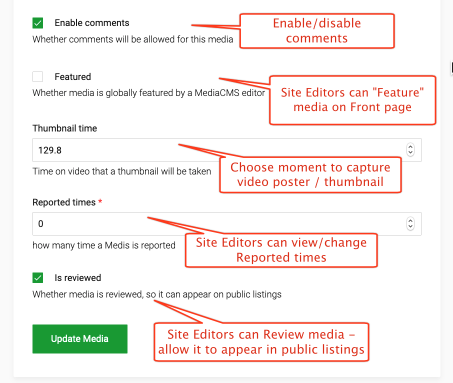 Enable comments
Whether comments will be allowed for this media
Enable/disable
comments
Featured
Whether media is globally featured by a MediaCMS editor
Site Editors can "Feature"
media on Front page
Thumbnail time
129.8
Time on video that a thumbnail will be taken
Choose moment to capture
video poster / thumbnail
Reported times *
0
how many time a Medis is reported
Site Editors can view/change
Reported times
Is reviewed
Whether media is reviewed, so it can appear on public listings
Site Editors can Review media -
allow it to appear in public listings
Update Media